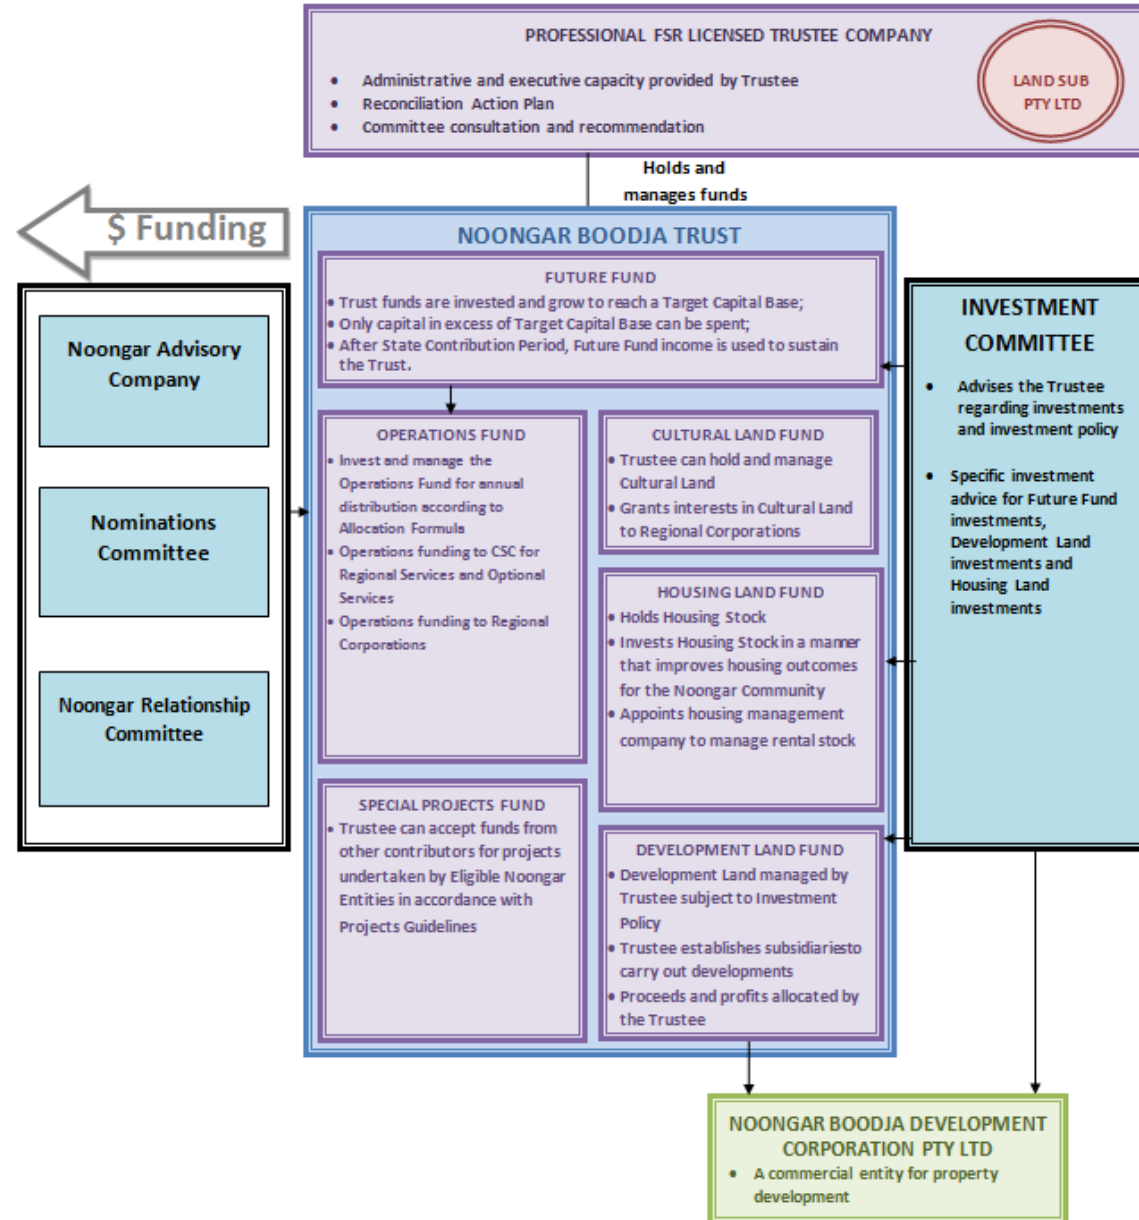 PROFESSIONAL FSR LICENSED TRUSTEE COMPANY
• Administrative and executive capacity provided by Trustee
• Reconciliation Action Plan
• Committee consultation and recommendation
LAND SUB
PTY LTD
Holds and
manages funds
$ Funding
NOONGAR BOODJA TRUST
FUTURE FUND
• Trust funds are invested and grow to reach a Target Capital Base;
• Only capital in excess of Target Capital Base can be spent;
• After State Contribution Period, Future Fund income is used to sustain
the Trust.
Noongar Advisory
Company
Nominations
Committee
Noongar Relationship
Committee
OPERATIONS FUND
• Invest and manage the
Operations Fund for annual
distribution according to
Allocation Formula
• Operations funding to CSC for
Regional Services and Optional
Services
• Operations funding to Regional
Corporations
CULTURAL LAND FUND
• Trustee can hold and manage
Cultural Land
• Grants interests in Cultural Land
to Regional Corporations
HOUSING LAND FUND
• Holds Housing Stock
• Invests Housing Stock in a manner
that improves housing outcomes
for the Noongar Community
• Appoints housing management
company to manage rental stock
SPECIAL PROJECTS FUND
• Trustee can accept funds from
other contributors for projects
undertaken by Eligible Noongar
Entities in accordance with
Projects Guidelines
DEVELOPMENT LAND FUND
• Development Land managed by
Trustee subject to Investment
Policy
• Trustee establishes subsidiariesto
carry out developments
• Proceeds and profits allocated by
the Trustee
INVESTMENT
COMMITTEE
• Advises the Trustee
regarding investments
and investment policy
• Specific investment
advice for Future Fund
investments,
Development Land
investments and
Housing Land
investments
NOONGAR BOODJA DEVELOPMENT
CORPORATION PTY LTD
• A commercial entity for property
development